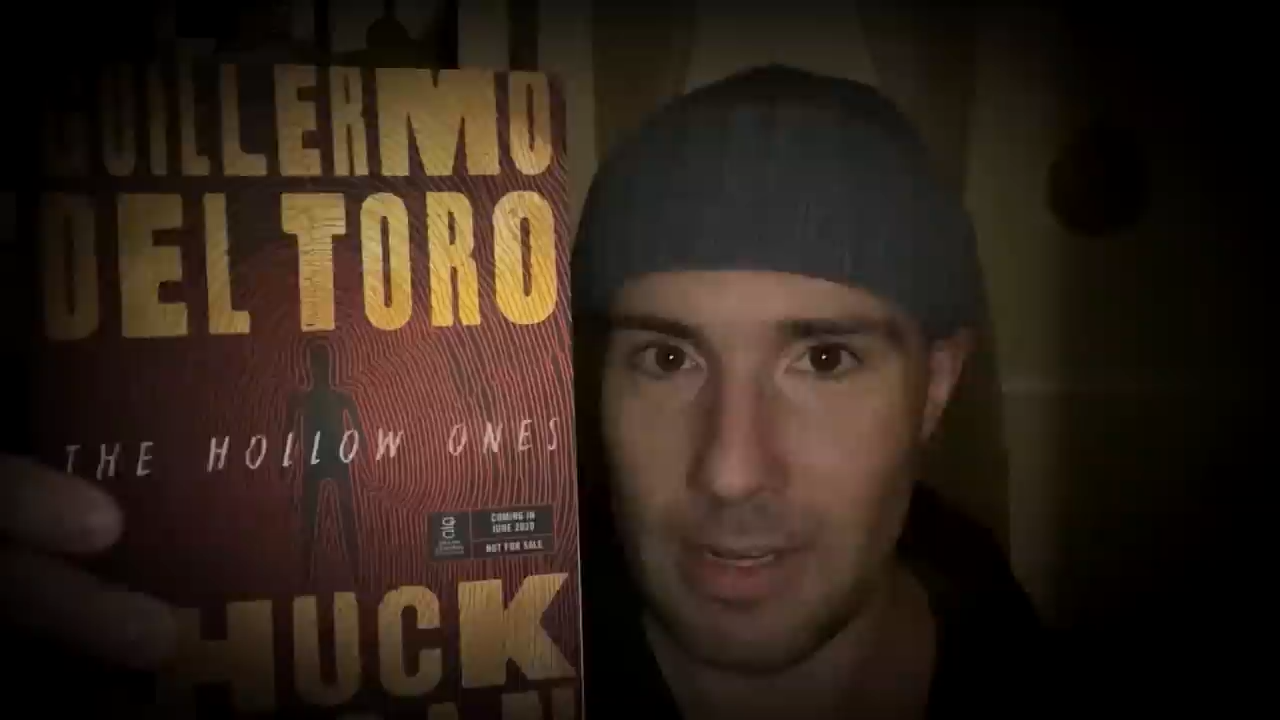 GUILLERMO
DEL TORO
THE HOLLOW ONES
COMING IN
JUNE 2020
NOT FOR SALE
HUCK